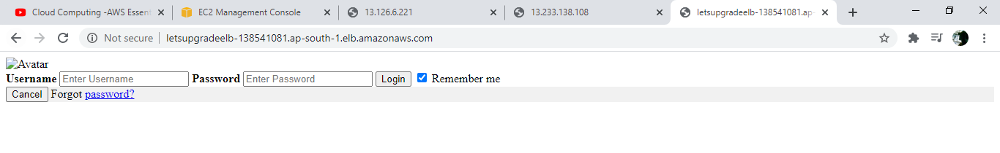 Cloud Computing -AWS Essent
EC2 Management Console
13.126.6.221
13.233.138.108
letsupgradeelb-138541081.ap-
Not secure
letsupgradeelb-138541081.ap-south-1.elb.amazonaws.com
Avatar
Username Enter Username Password Enter Password Login Remember me
Cancel Forgot password?